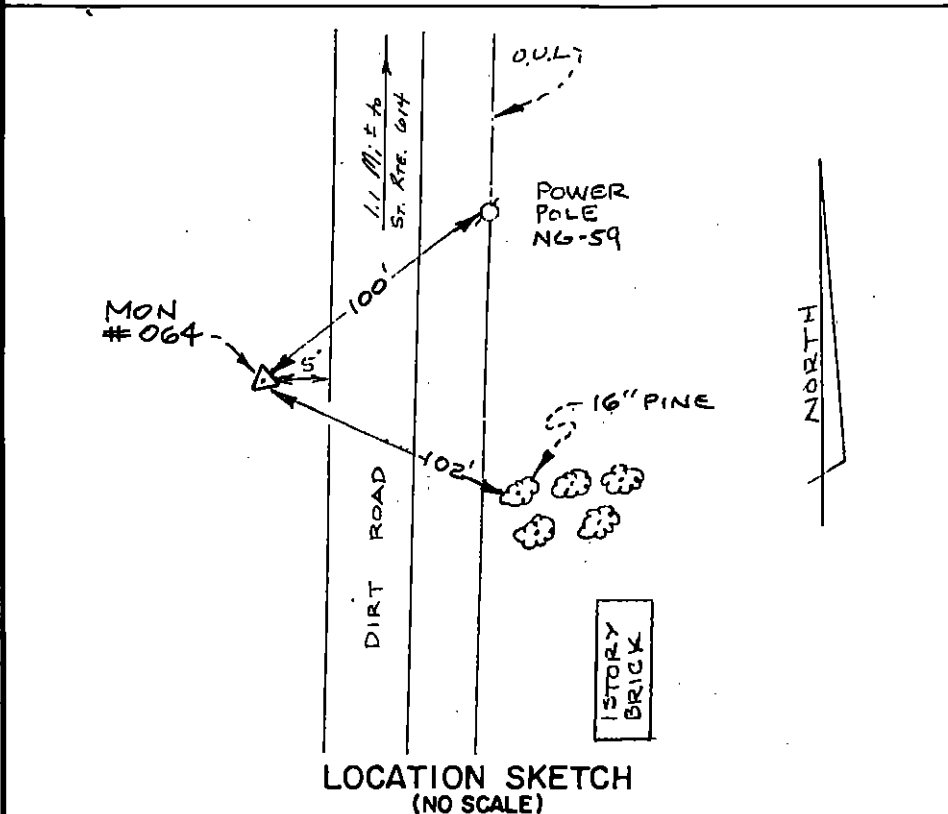 O.U.L.
1.1 Mi ± to
ST. RTE. 614
POWER
POLE
NG-59
100'
MON
# 064
5'
NORTH
16" PINE
102'
DIRT ROAD
1 STORY
BRICK
LOCATION SKETCH
(NO SCALE)